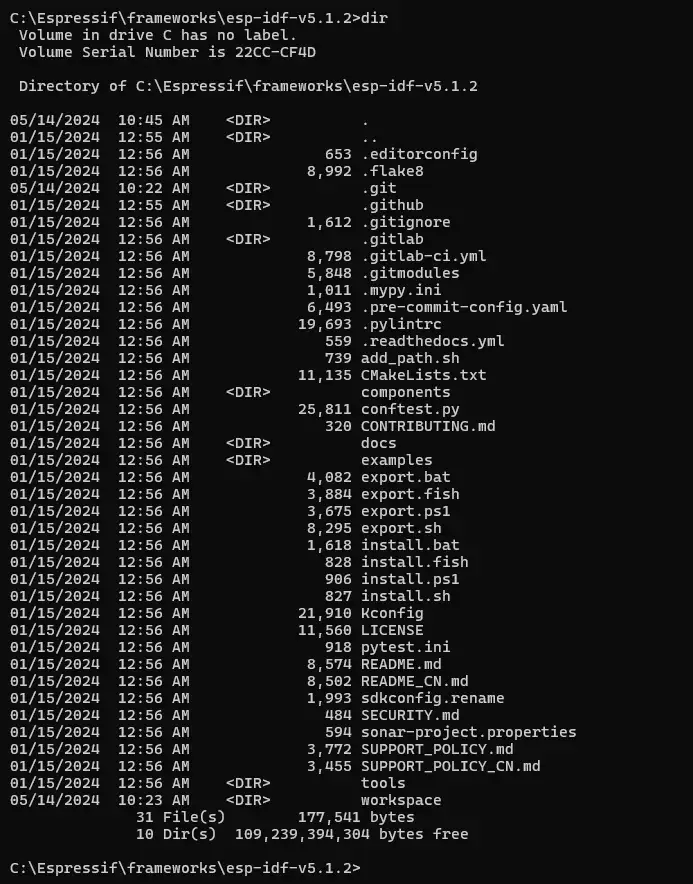 C:\Espressif\frameworks\esp-idf-v5.1.2>dir
 Volume in drive C has no label.
 Volume Serial Number is 22CC-CF4D

 Directory of C:\Espressif\frameworks\esp-idf-v5.1.2

05/14/2024  10:45 AM    <DIR>          .
01/15/2024  12:55 AM    <DIR>          ..
01/15/2024  12:56 AM               653 .editorconfig
01/15/2024  12:56 AM             8,992 .flake8
05/14/2024  10:22 AM    <DIR>          .git
01/15/2024  12:55 AM    <DIR>          .github
01/15/2024  12:56 AM             1,612 .gitignore
01/15/2024  12:56 AM    <DIR>          .gitlab
01/15/2024  12:56 AM             8,798 .gitlab-ci.yml
01/15/2024  12:56 AM             5,848 .gitmodules
01/15/2024  12:56 AM             1,011 .mypy.ini
01/15/2024  12:56 AM             6,493 .pre-commit-config.yaml
01/15/2024  12:56 AM            19,693 .pylintrc
01/15/2024  12:56 AM               559 .readthedocs.yml
01/15/2024  12:56 AM               739 add_path.sh
01/15/2024  12:56 AM            11,135 CMakeLists.txt
01/15/2024  12:56 AM    <DIR>          components
01/15/2024  12:56 AM            25,811 conftest.py
01/15/2024  12:56 AM               320 CONTRIBUTING.md
01/15/2024  12:56 AM    <DIR>          docs
01/15/2024  12:56 AM    <DIR>          examples
01/15/2024  12:56 AM             4,082 export.bat
01/15/2024  12:56 AM             3,884 export.fish
01/15/2024  12:56 AM             3,675 export.ps1
01/15/2024  12:56 AM             8,295 export.sh
01/15/2024  12:56 AM             1,618 install.bat
01/15/2024  12:56 AM               828 install.fish
01/15/2024  12:56 AM               906 install.ps1
01/15/2024  12:56 AM               827 install.sh
01/15/2024  12:56 AM            21,910 Kconfig
01/15/2024  12:56 AM            11,560 LICENSE
01/15/2024  12:56 AM               918 pytest.ini
01/15/2024  12:56 AM             8,574 README.md
01/15/2024  12:56 AM             8,502 README_CN.md
01/15/2024  12:56 AM             1,993 sdkconfig.rename
01/15/2024  12:56 AM               484 SECURITY.md
01/15/2024  12:56 AM               594 sonar-project.properties
01/15/2024  12:56 AM             3,772 SUPPORT_POLICY.md
01/15/2024  12:56 AM             3,455 SUPPORT_POLICY_CN.md
01/15/2024  12:56 AM    <DIR>          tools
05/14/2024  10:23 AM    <DIR>          workspace
              31 File(s)        177,541 bytes
              10 Dir(s)  109,239,394,304 bytes free

C:\Espressif\frameworks\esp-idf-v5.1.2>